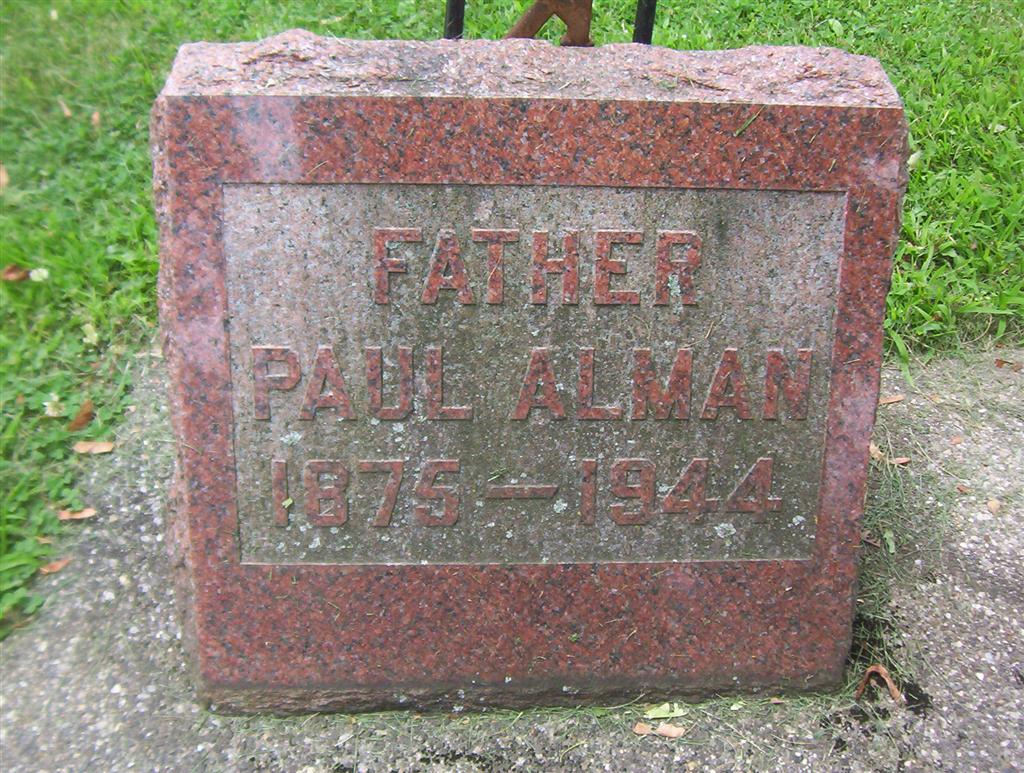 FATHER
PAUL ALMAN
1875 — 1944